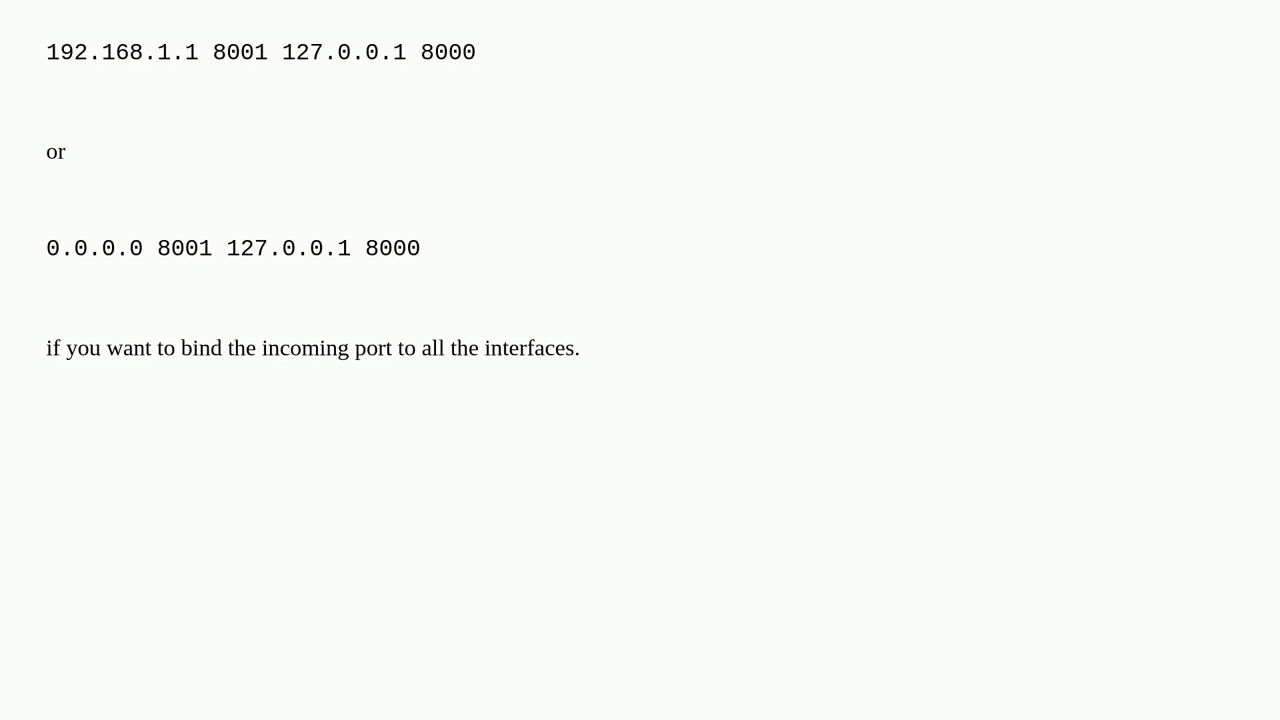 192.168.1.1 8001 127.0.0.1 8000
or
0.0.0.0 8001 127.0.0.1 8000
if you want to bind the incoming port to all the interfaces.